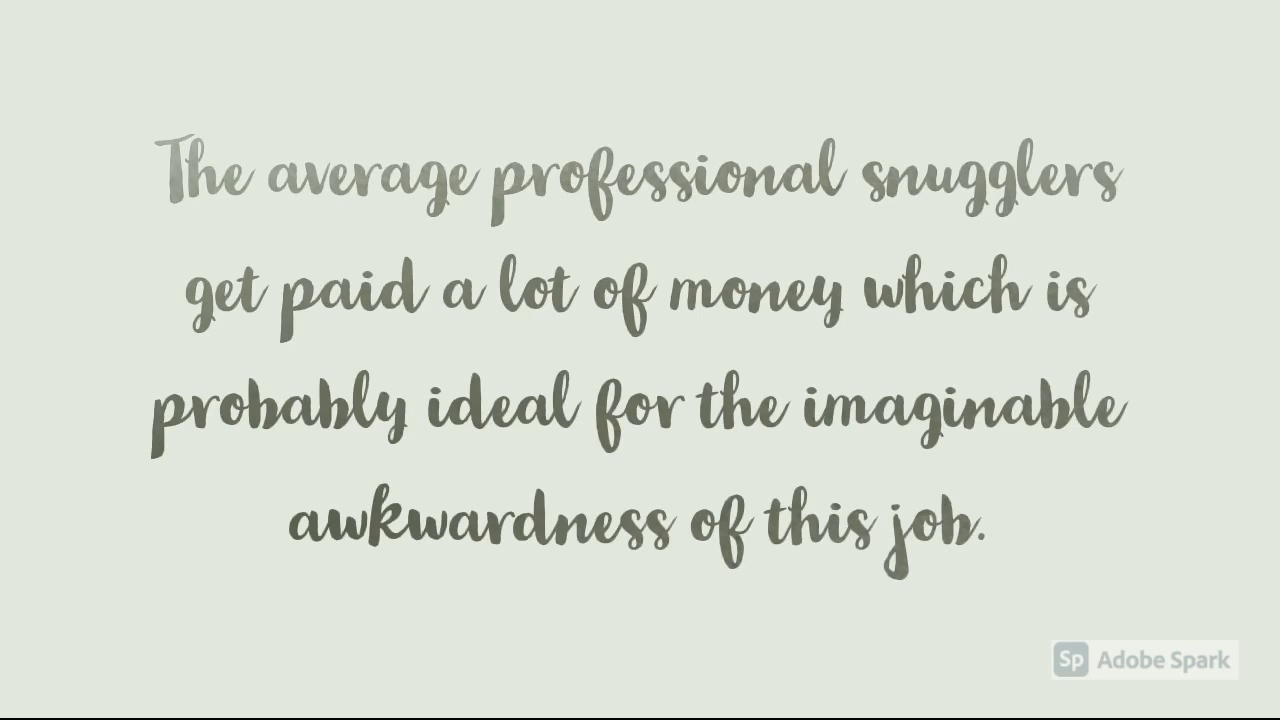 The average professional snugglers
get paid a lot of money which is
probably ideal for the imaginable
awkwardness of this job.
Sp Adobe Spark